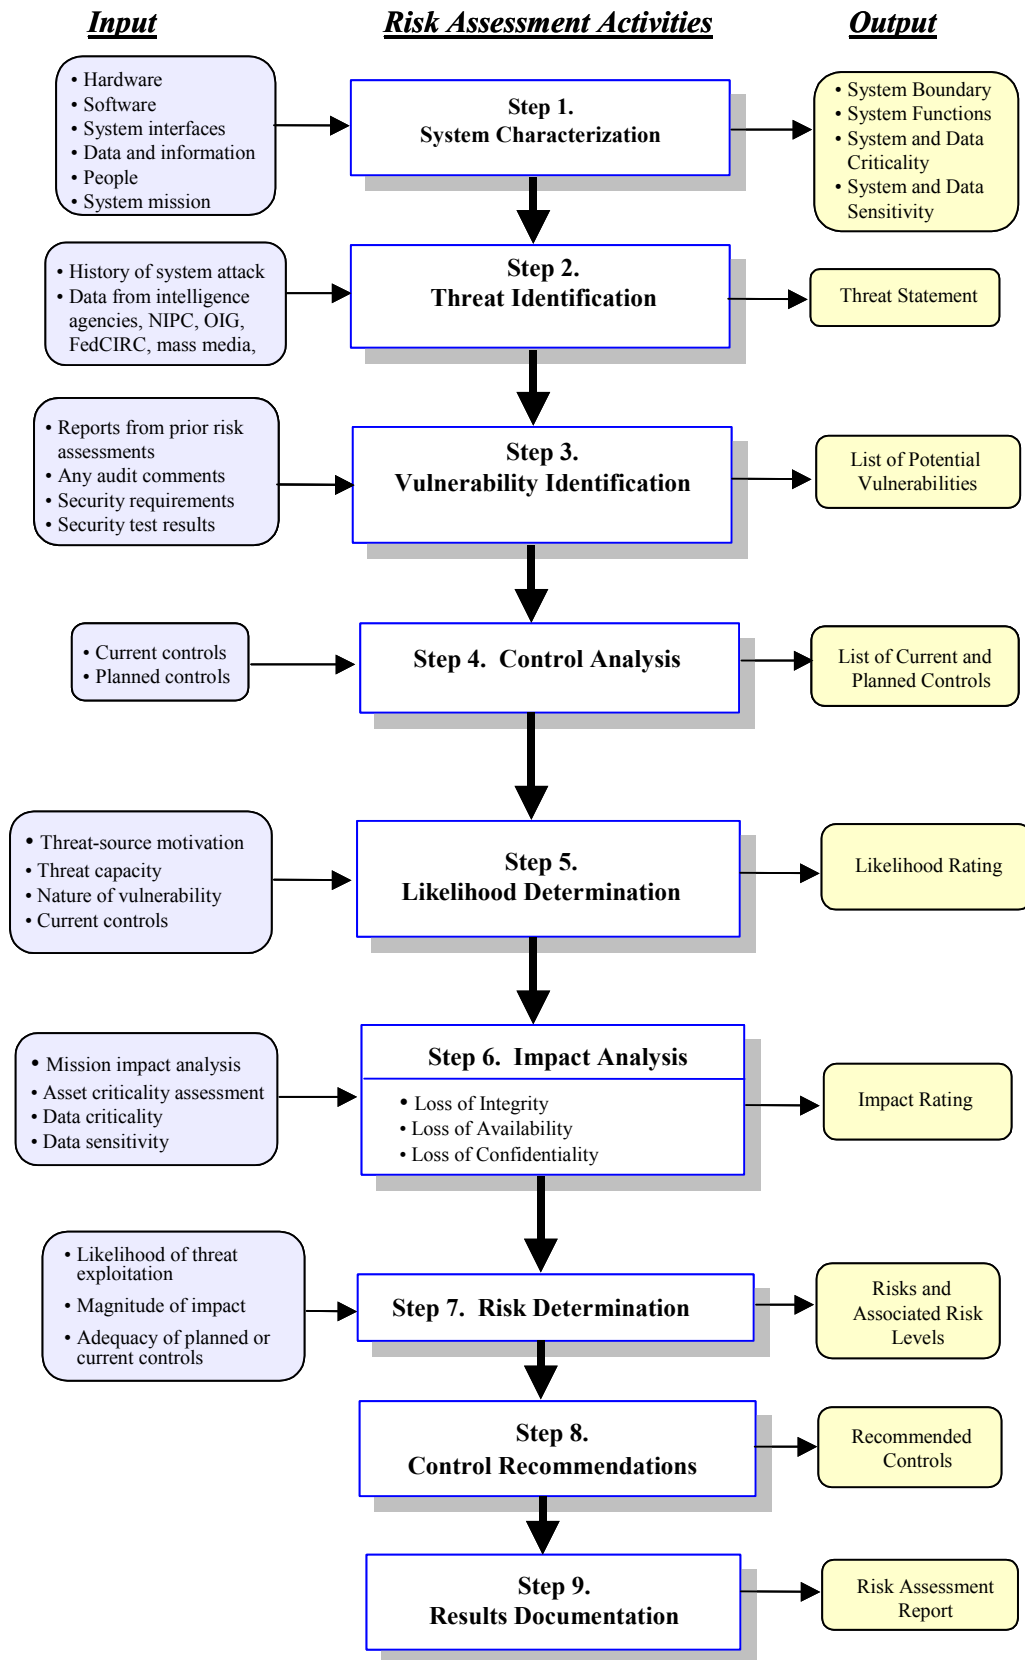 Input
Risk Assessment Activities
Output
• Hardware
• Software
• System interfaces
• Data and information
• People
• System mission
Step 1.
System Characterization
• System Boundary
• System Functions
• System and Data
Criticality
• System and Data
Sensitivity
• History of system attack
• Data from intelligence
agencies, NIPC, OIG,
FedCIRC, mass media,
Step 2.
Threat Identification
Threat Statement
• Reports from prior risk
assessments
• Any audit comments
• Security requirements
• Security test results
Step 3.
Vulnerability Identification
List of Potential
Vulnerabilities
• Current controls
• Planned controls
Step 4. Control Analysis
List of Current and
Planned Controls
• Threat-source motivation
• Threat capacity
• Nature of vulnerability
• Current controls
Step 5.
Likelihood Determination
Likelihood Rating
• Mission impact analysis
• Asset criticality assessment
• Data criticality
• Data sensitivity
Step 6. Impact Analysis
• Loss of Integrity
• Loss of Availability
• Loss of Confidentiality
Impact Rating
• Likelihood of threat
exploitation
• Magnitude of impact
• Adequacy of planned or
current controls
Step 7. Risk Determination
Risks and
Associated Risk
Levels
Step 8.
Control Recommendations
Recommended
Controls
Step 9.
Results Documentation
Risk Assessment
Report